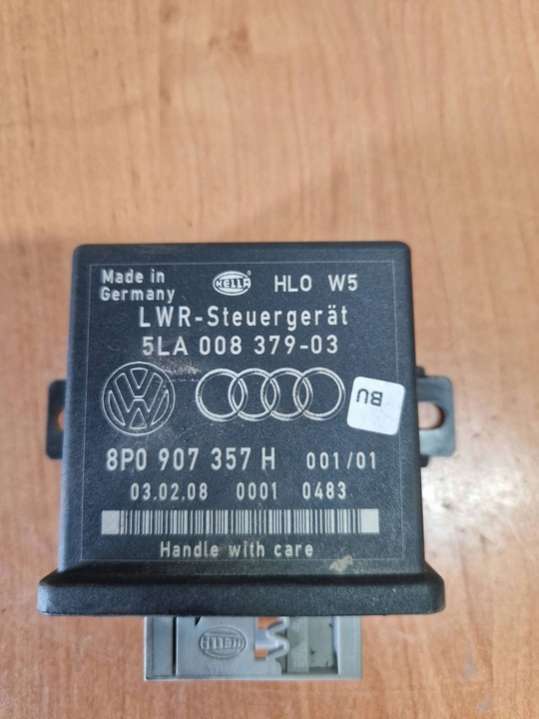 Made in
Germany
HELLA
HLO W5
LWR-Steuergerät
5LA 008 379-03
BU
8P0 907 357 H 001/01
03.02.08 0001 0483
Handle with care
HELLA